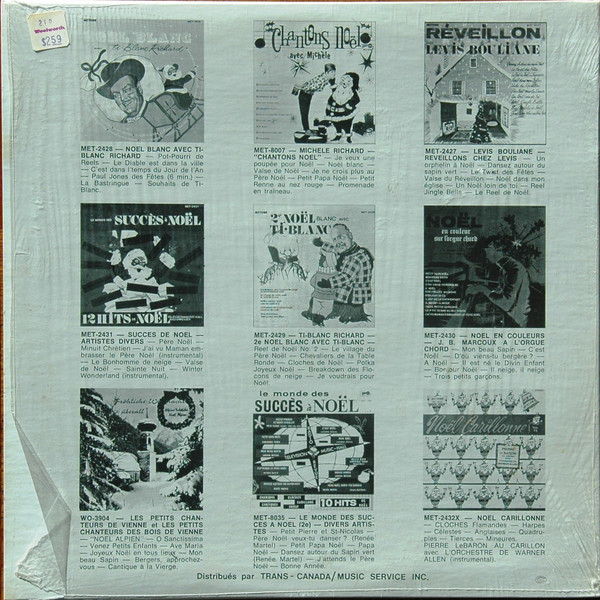 219
Woolworth
$2.59
NOEL BLANC
Ti-Blanc Richard
MET-2428 — NOEL BLANC AVEC TI-
BLANC RICHARD — Pot-Pourri de
Reels — Le Diable est dans la ville
— C'est dans l'temps du Jour de l'An
— Paul Jones des Fêtes (6 min.) —
La Bastringue — Souhaits de Ti-
Blanc.
Chantons Noël
avec Michèle
MET-8007 — MICHELE RICHARD —
"CHANTONS NOEL" — Je veux une
poupée pour Noël — Noël blanc —
Valse de Noël — Je ne crois plus au
Père Noël — Petit Papa Noël — Petit
Renne au nez rouge — Promenade
en traîneau.
RÉVEILLON
LEVIS BOULIANE
MET-2427 — LEVIS BOULIANE —
REVEILLONS CHEZ LEVIS — Un
orphelin à Noël — Dansez autour du
sapin vert — Le Twist des Fêtes —
Valse du Réveillon — Noël dans mon
église — Un Noël loin de toi — Reel
Jingle Bells — Le Reel de Noël.
SUCCÈS-NOËL
12 HITS-NOËL
MET-2431 — SUCCES DE NOEL —
ARTISTES DIVERS — Père Noël —
Minuit Chrétien — J'ai vu Maman em-
brasser le Père Noël (instrumental).
— Le Bonhomme de neige — Valse
de Noël — Sainte Nuit — Winter
Wonderland (instrumental).
2e NOËL BLANC AVEC
TI-BLANC
MET-2429 — TI-BLANC RICHARD —
2e NOEL BLANC AVEC TI-BLANC —
Reel de Noël No. 2 — Le village du
Père Noël — Chevaliers de la Table
Ronde — Cloches de Noël — Polka
Joyeux Noël — Breakdown des Flo-
cons de neige — Je voudrais pour
Noël.
NOËL
en couleur
sur l'orgue chord
MET-2430 — NOEL EN COULEURS
— J. B. MARCOUX A L'ORGUE
CHORD — Mon beau Sapin — C'est
Noël — D'où viens-tu bergère? —
A Noël — Il est né le Divin Enfant
— Bonjour Noël — Il neige, il neige
— Trois petits garçons.
Fröhliche Weihnachten
überall
WO-3904 — LES PETITS CHAN-
TEURS DE VIENNE et LES PETITS
CHANTEURS DES BOIS DE VIENNE
— "NOEL ALPIEN" — O Sanctissima
— Venez Petits Enfants — Ave Maria
— Joyeux Noël en tous lieux — Mon
beau Sapin — Bergers, approchez-
vous — Cantique à la Vierge.
le monde des
SUCCÈS à NOËL
TELEVISION MUSIC
10 HITS
MET-8035 — LE MONDE DES SUC-
CES A NOEL (2e) — DIVERS ARTIS-
TES — Petit Pierre et St-Nicolas —
Père Noël veux-tu danser? (Renée
Martel) — Petit Papa Noël — Papa
Noël — Dansez autour du Sapin vert
(Renée Martel) — J'attends le Père
Noël — Bonne Année.
Noël Carillonne
MET-2432X — NOEL CARILLONNE
— CLOCHES Flamandes — Harpes
— Célestes — Anglaises — Quadru-
ples — Tierces — Mineures.
PIERRE LeBARON AU CARILLON
avec L'ORCHESTRE DE WARNER
ALLEN (instrumental).
Distribués par TRANS-CANADA/MUSIC SERVICE INC.